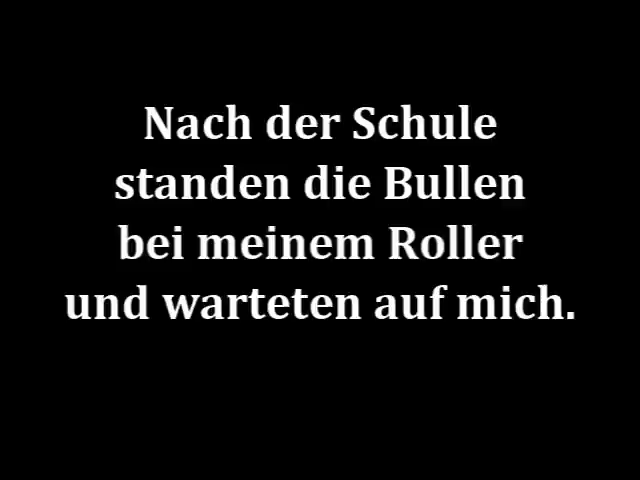 Nach der Schule
standen die Bullen
bei meinem Roller
und warteten auf mich.